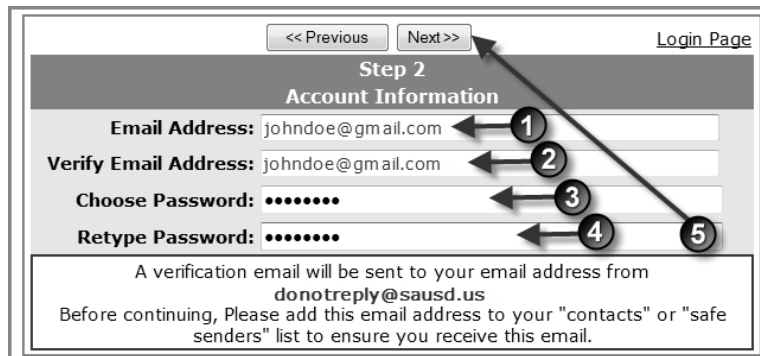 << Previous Next >> Login Page
Step 2
Account Information
Email Address: johndoe@gmail.com 1
Verify Email Address: johndoe@gmail.com 2
Choose Password: •••••••• 3
Retype Password: •••••••• 4 5
A verification email will be sent to your email address from
donotreply@sausd.us
Before continuing, Please add this email address to your "contacts" or "safe
senders" list to ensure you receive this email.